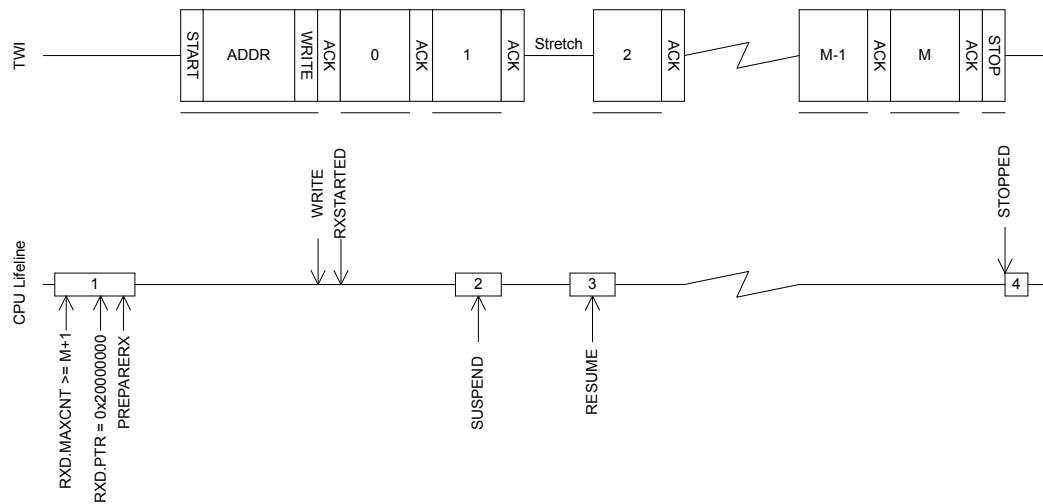 TWI
START
ADDR
WRITE
ACK
0
ACK
1
ACK
Stretch
2
ACK
M-1
ACK
M
ACK
STOP
WRITE
RXSTARTED
STOPPED
CPU Lifeline
1
2
3
4
RXD.MAXCNT >= M+1
RXD.PTR = 0x20000000
PREPARERX
SUSPEND
RESUME